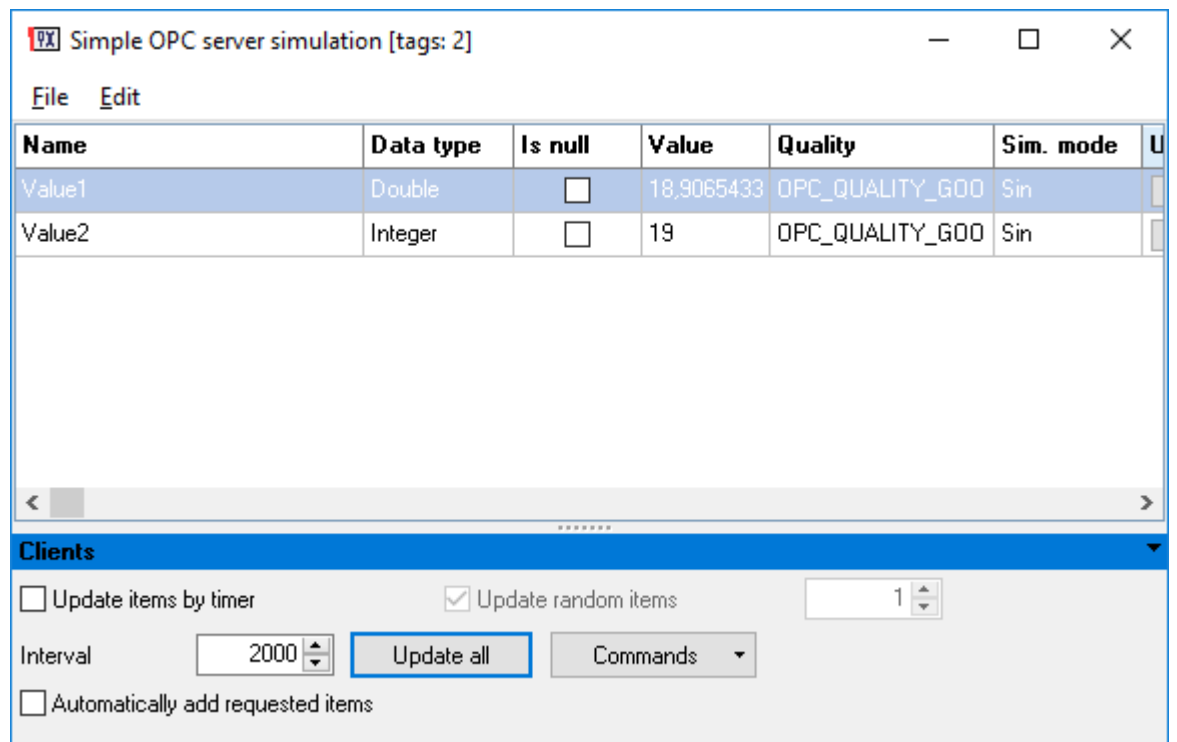 Simple OPC server simulation [tags: 2]
File Edit
Name Data type Is null Value Quality Sim. mode U
Value1 Double 18,9065433 OPC_QUALITY_GOO Sin
Value2 Integer 19 OPC_QUALITY_GOO Sin
Clients
Update items by timer Update random items 1
Interval 2000 Update all Commands
Automatically add requested items